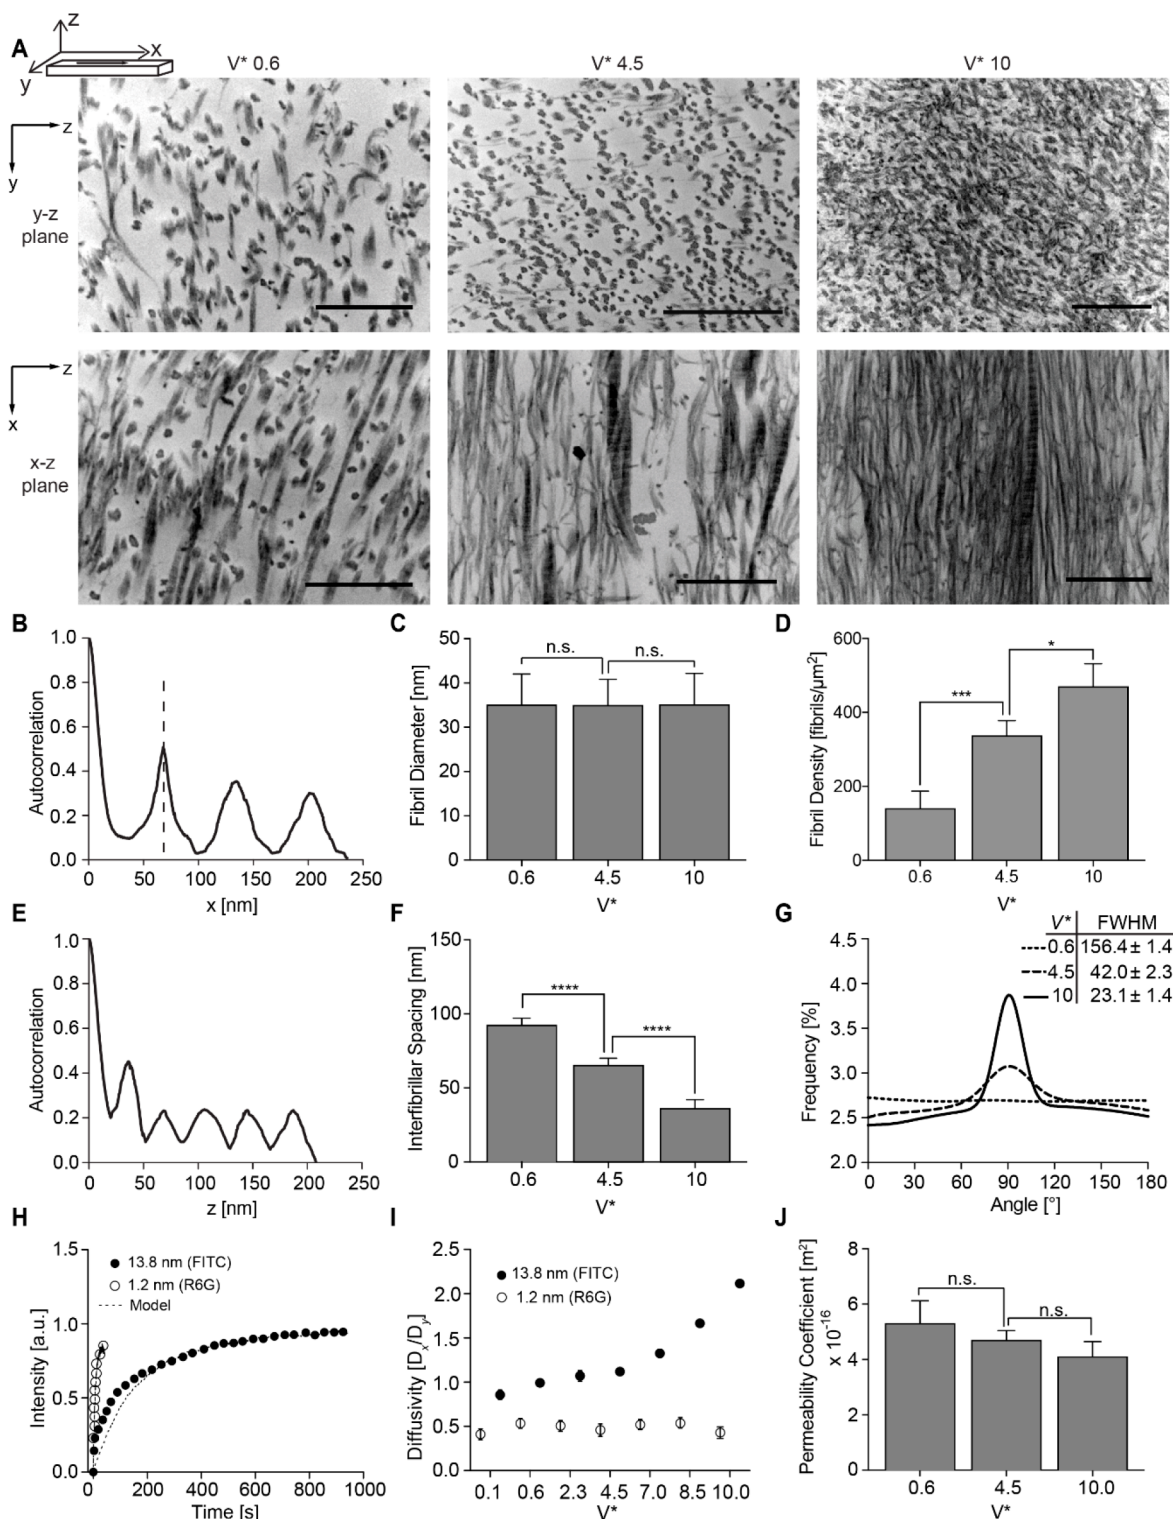 A
z
x
y
V* 0.6
V* 4.5
V* 10
z
y
y-z
plane
z
x
x-z
plane
B
1.0
0.8
0.6
0.4
0.2
0.0
Autocorrelation
0 50 100 150 200 250
x [nm]
C
50
40
30
20
10
0
Fibril Diameter [nm]
n.s.
n.s.
0.6 4.5 10
V*
D
600
400
200
0
Fibril Density [fibrils/µm²]
***
*
0.6 4.5 10
V*
E
1.0
0.8
0.6
0.4
0.2
0.0
Autocorrelation
0 50 100 150 200 250
z [nm]
F
150
100
50
0
Interfibrillar Spacing [nm]
****
****
0.6 4.5 10
V*
G
V* FWHM
0.6 156.4 ± 1.4
4.5 42.0 ± 2.3
10 23.1 ± 1.4
4.5
4.0
3.5
3.0
2.5
2.0
Frequency [%]
0 30 60 90 120 150 180
Angle [°]
H
1.5
1.0
0.5
0.0
Intensity [a.u.]
13.8 nm (FITC)
1.2 nm (R6G)
Model
0 200 400 600 800 1000
Time [s]
I
2.5
2.0
1.5
1.0
0.5
0.0
Diffusivity [Dx/Dy]
13.8 nm (FITC)
1.2 nm (R6G)
0.1 0.6 2.3 4.5 7.0 8.5 10.0
V*
J
8
6
4
2
0
Permeability Coefficient [m²]
x 10⁻¹⁶
n.s.
n.s.
0.6 4.5 10.0
V*